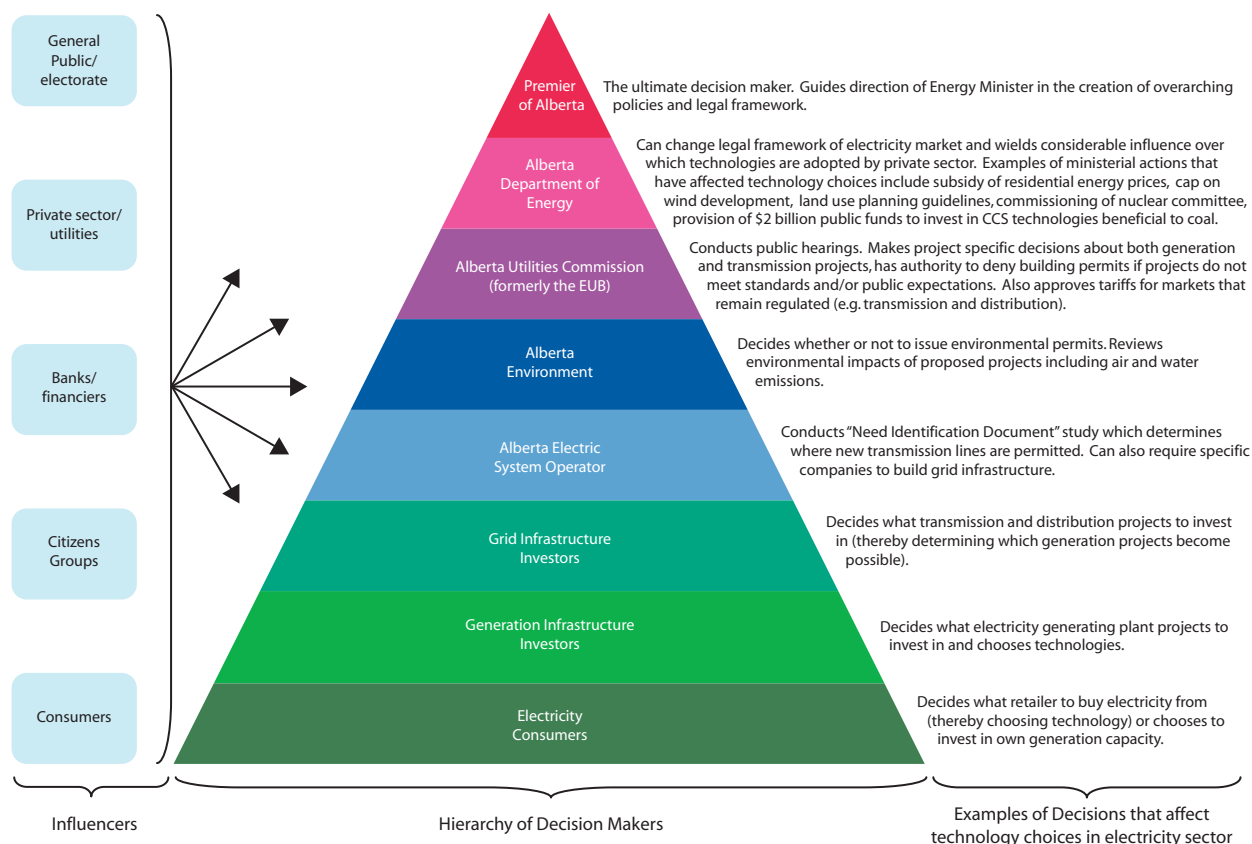 General
Public/
electorate
Private sector/
utilities
Banks/
financiers
Citizens
Groups
Consumers
Influencers
Premier
of Alberta
Alberta
Department of
Energy
Alberta Utilities Commission
(formerly the EUB)
Alberta
Environment
Alberta Electric
System Operator
Grid Infrastructure
Investors
Generation Infrastructure
Investors
Electricity
Consumers
Hierarchy of Decision Makers
The ultimate decision maker. Guides direction of Energy Minister in the creation of overarching
policies and legal framework.
Can change legal framework of electricity market and wields considerable influence over
which technologies are adopted by private sector. Examples of ministerial actions that
have affected technology choices include subsidy of residential energy prices, cap on
wind development, land use planning guidelines, commissioning of nuclear committee,
provision of $2 billion public funds to invest in CCS technologies beneficial to coal.
Conducts public hearings. Makes project specific decisions about both generation
and transmission projects, has authority to deny building permits if projects do not
meet standards and/or public expectations. Also approves tariffs for markets that
remain regulated (e.g. transmission and distribution).
Decides whether or not to issue environmental permits. Reviews
environmental impacts of proposed projects including air and water
emissions.
Conducts “Need Identification Document” study which determines
where new transmission lines are permitted. Can also require specific
companies to build grid infrastructure.
Decides what transmission and distribution projects to invest
in (thereby determining which generation projects become
possible).
Decides what electricity generating plant projects to
invest in and chooses technologies.
Decides what retailer to buy electricity from
(thereby choosing technology) or chooses to
invest in own generation capacity.
Examples of Decisions that affect
technology choices in electricity sector